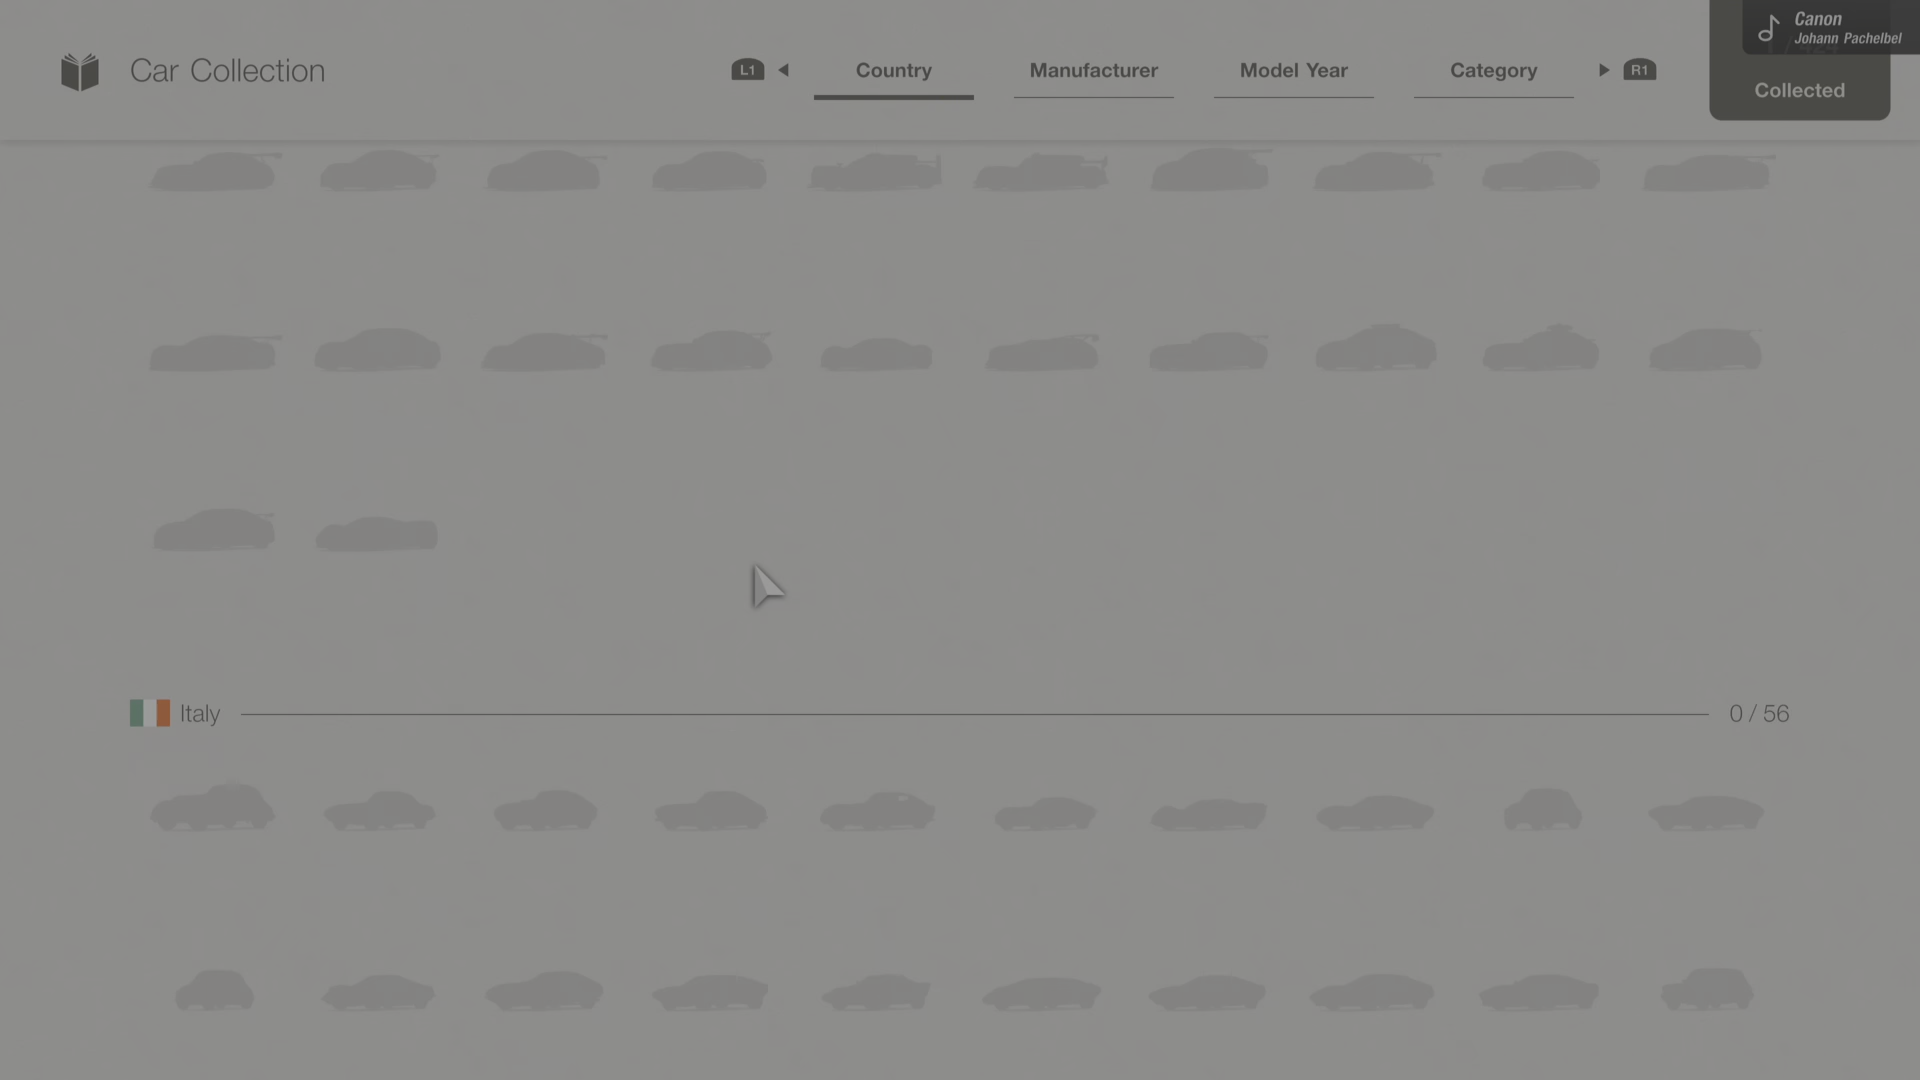 Car Collection
L1
Country
Manufacturer
Model Year
Category
R1
Canon
Johann Pachelbel
Collected
Italy
0 / 56